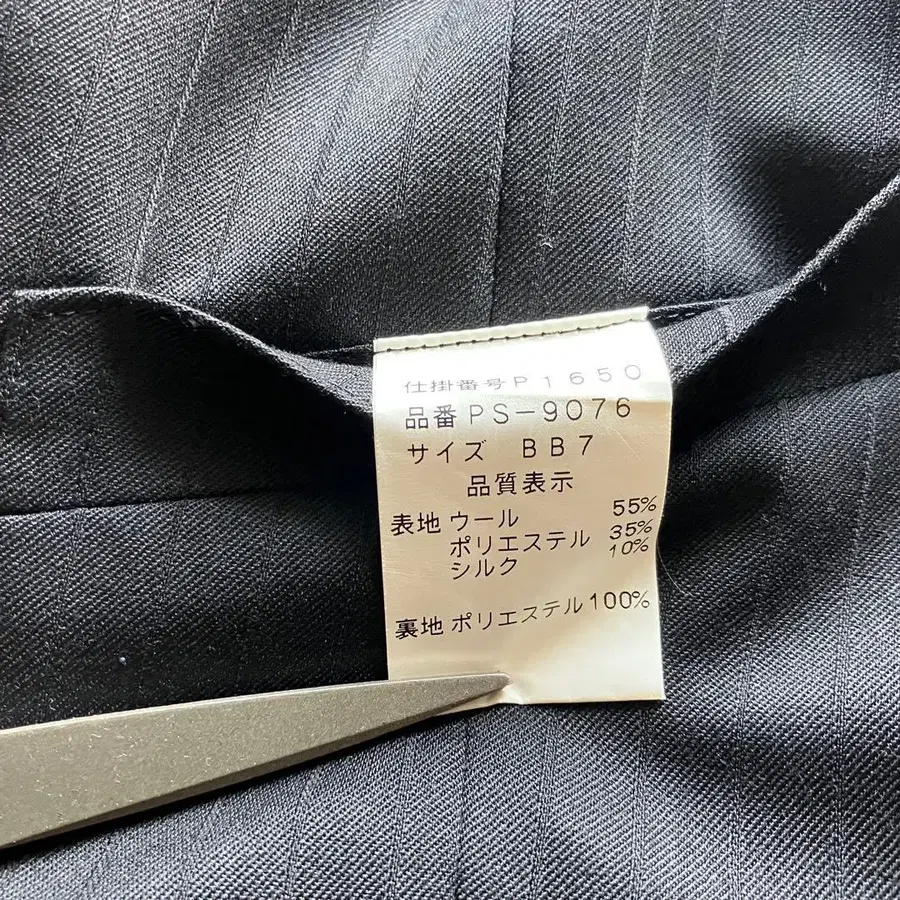 仕掛番号P1650
品番 PS-9076
サイズ BB7
品質表示
表地 ウール 55%
ポリエステル 35%
シルク 10%
裏地 ポリエステル100%